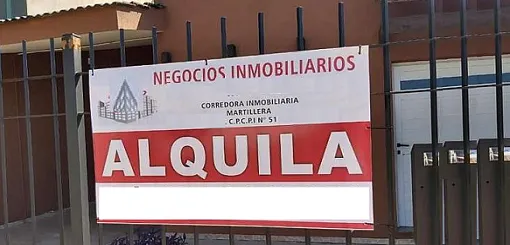 NEGOCIOS INMOBILIARIOS
CORREDORA INMOBILIARIA
MARTILLERA
C.P.C.P.I N° 51
ALQUILA